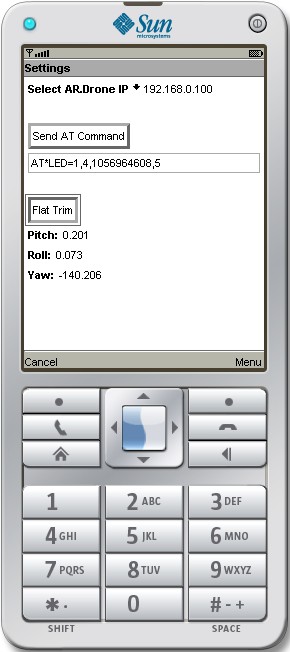 Sun
microsystems
Settings
Select AR.Drone IP 192.168.0.100
Send AT Command
AT*LED=1,4,1056964608,5
Flat Trim
Pitch: 0.201
Roll: 0.073
Yaw: -140.206
Cancel Menu
1 2 ABC 3 DEF
4 GHI 5 JKL 6 MNO
7 PQRS 8 TUV 9 WXYZ
* . 0 # - +
SHIFT SPACE